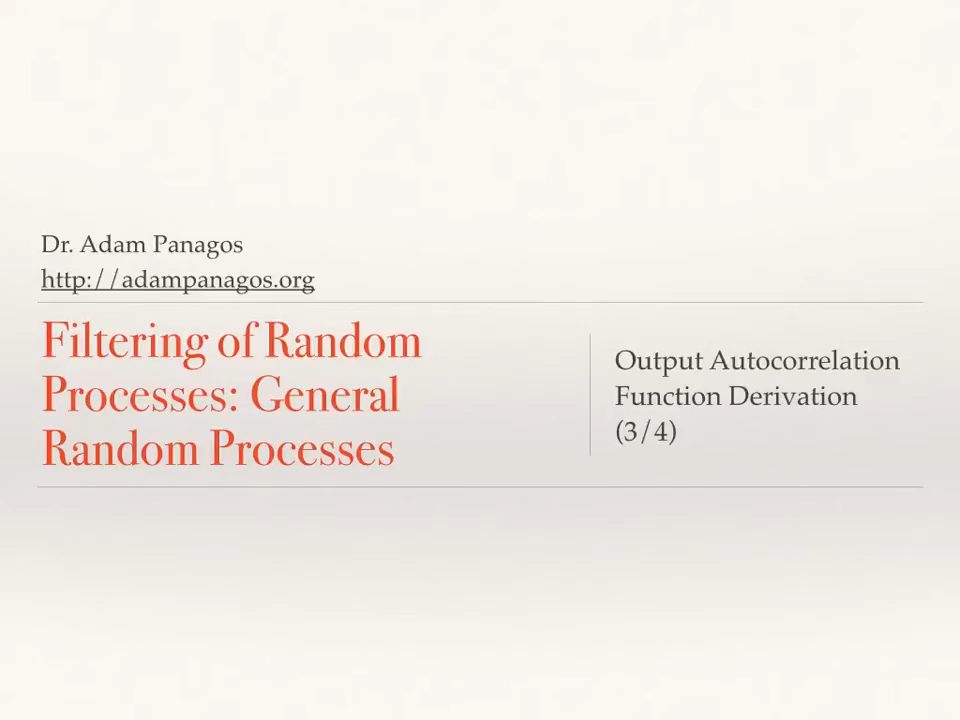 Dr. Adam Panagos
http://adampanagos.org
Filtering of Random
Processes: General
Random Processes
Output Autocorrelation
Function Derivation
(3/4)